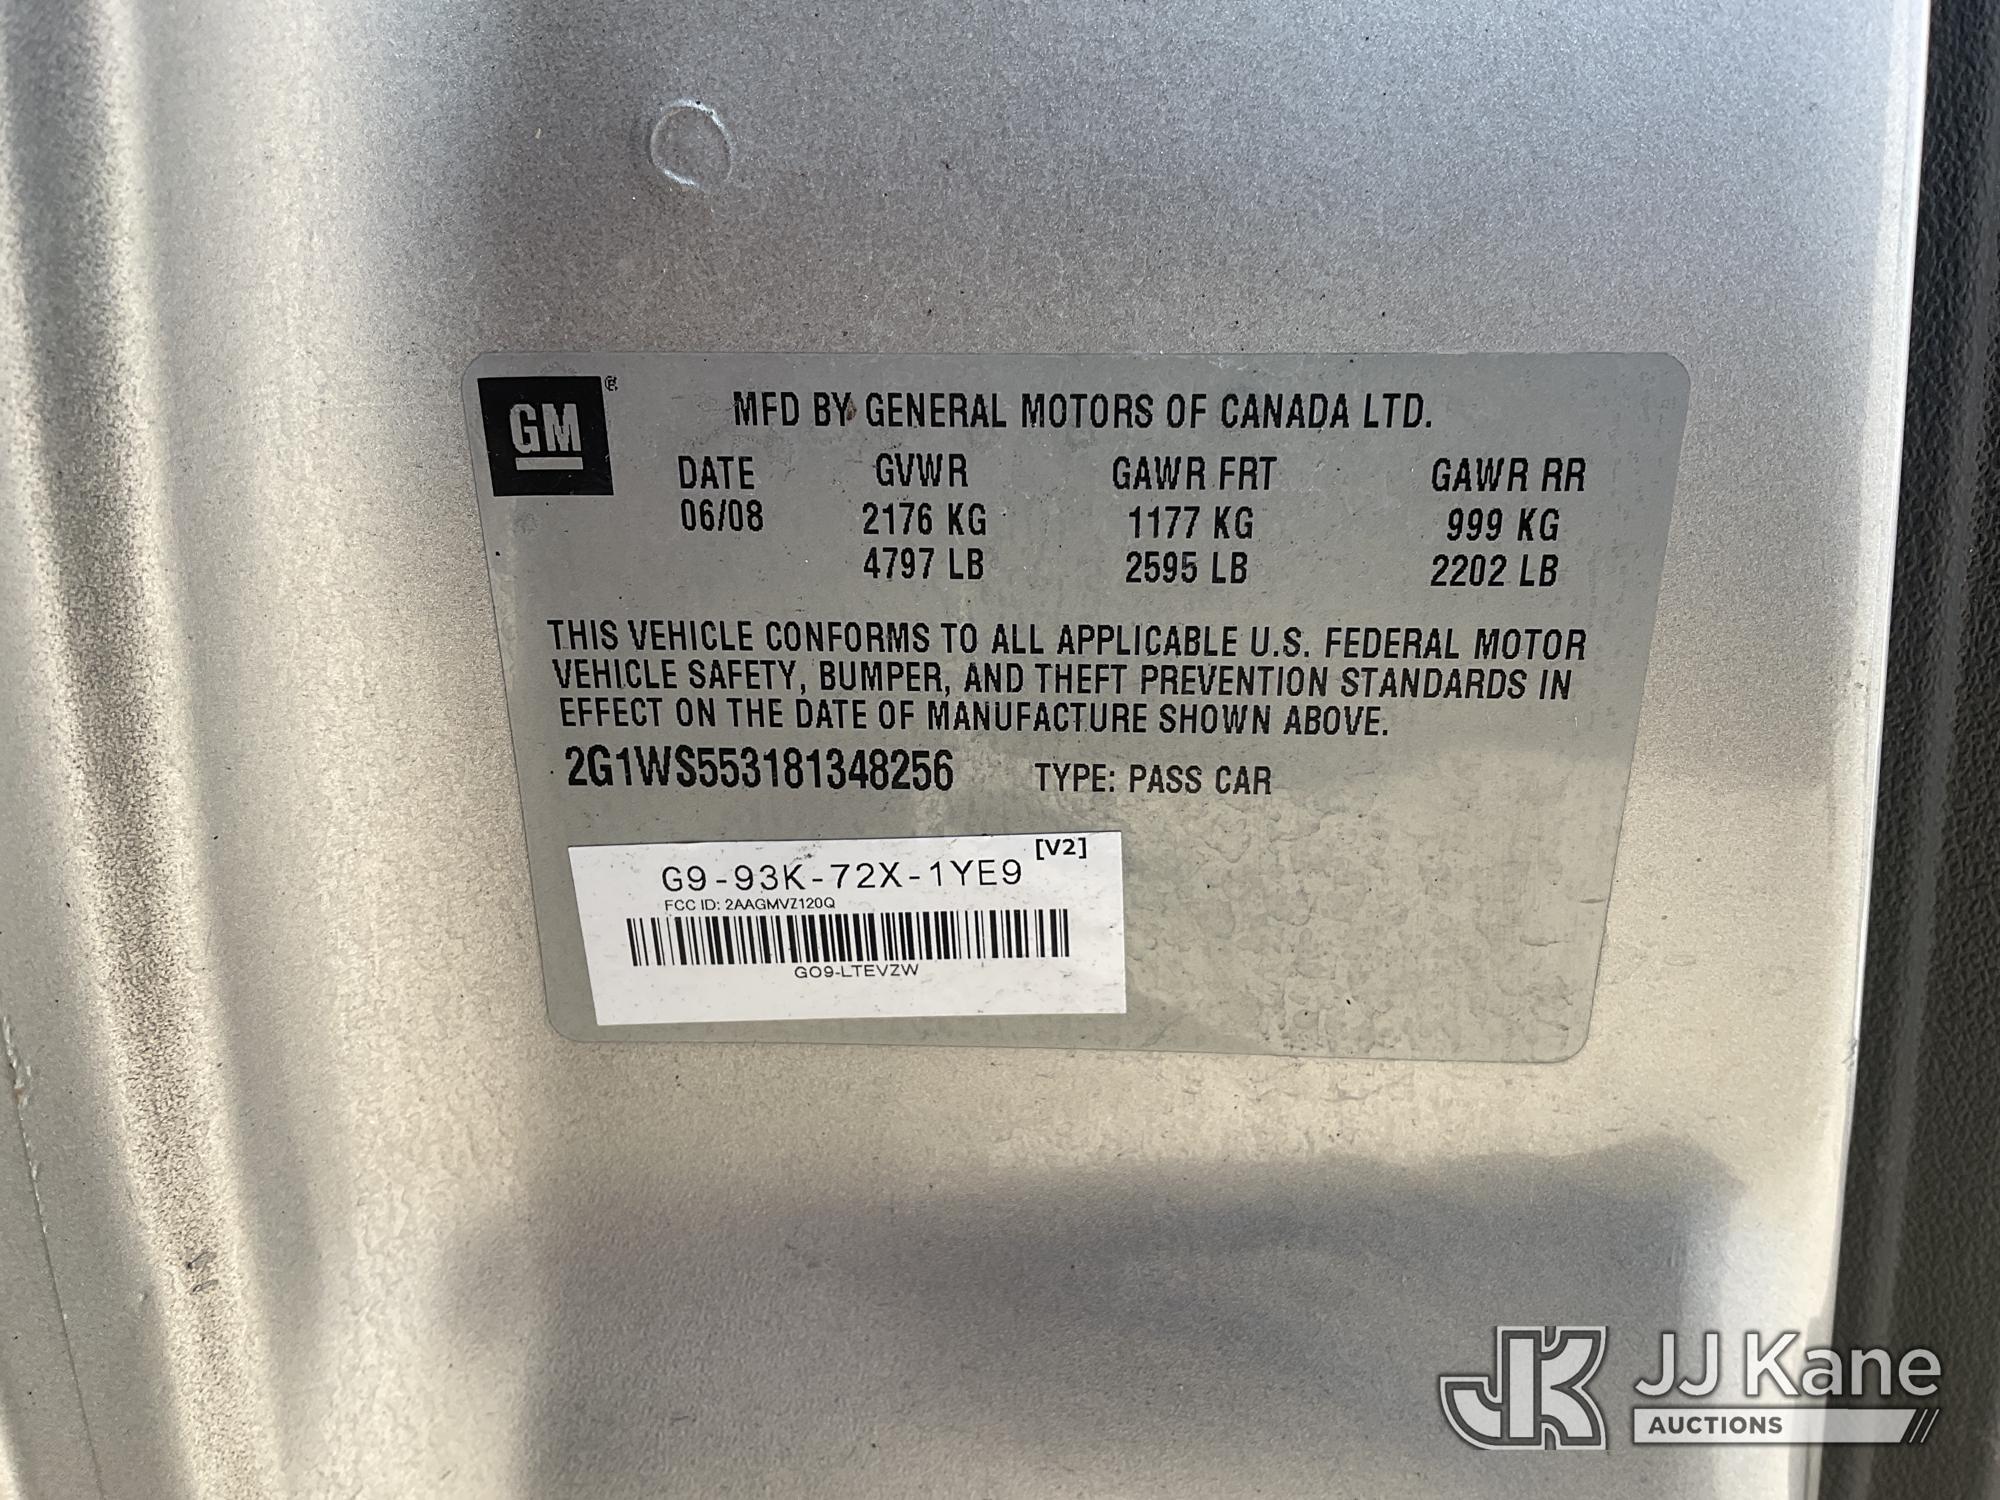 GM
MFD BY GENERAL MOTORS OF CANADA LTD.
DATE GVWR GAWR FRT GAWR RR
06/08 2176 KG 1177 KG 999 KG
4797 LB 2595 LB 2202 LB
THIS VEHICLE CONFORMS TO ALL APPLICABLE U.S. FEDERAL MOTOR
VEHICLE SAFETY, BUMPER, AND THEFT PREVENTION STANDARDS IN
EFFECT ON THE DATE OF MANUFACTURE SHOWN ABOVE.
2G1WS553181348256 TYPE: PASS CAR
G9-93K-72X-1YE9 [V2]
FCC ID: 2AAGMVZ120Q
GO9-LTEVZW
JK JJ Kane
AUCTIONS